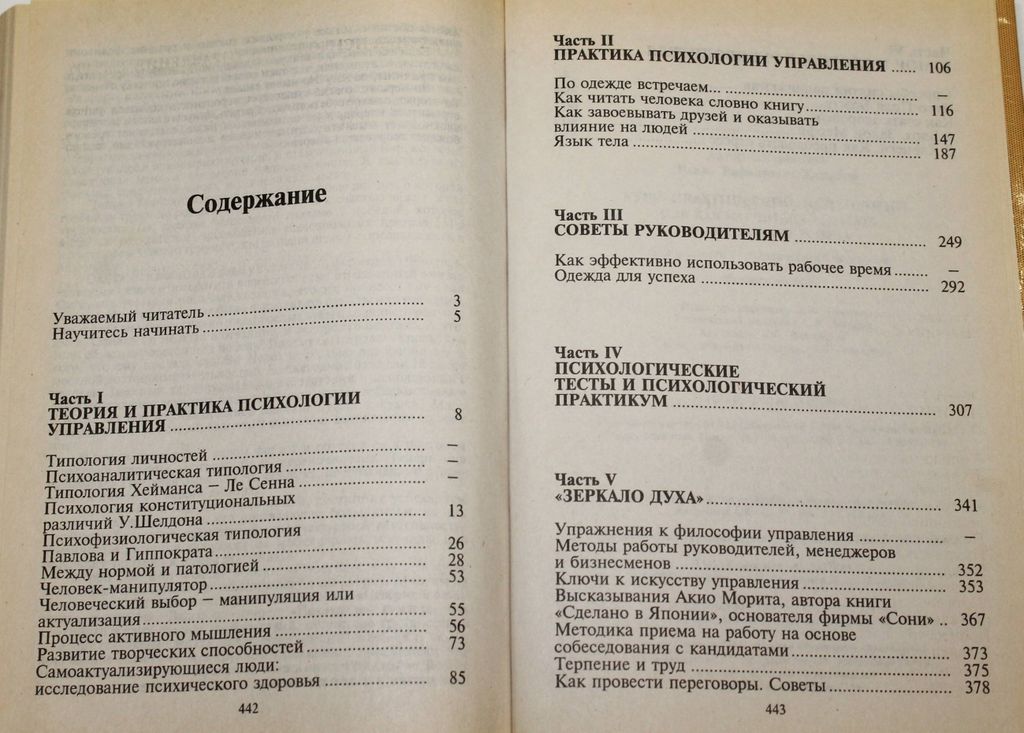 Содержание
Уважаемый читатель ........ 3
Научитесь начинать ........ 5
Часть I
ТЕОРИЯ И ПРАКТИКА ПСИХОЛОГИИ
УПРАВЛЕНИЯ ........ 8
Типология личностей ........ –
Психоаналитическая типология ........ –
Типология Хейманса – Ле Сенна ........ –
Психология конституциональных
различий У.Шелдона ........ 13
Психофизиологическая типология
Павлова и Гиппократа ........ 26
Между нормой и патологией ........ 28
Человек-манипулятор ........ 53
Человеческий выбор – манипуляция или
актуализация ........ 55
Процесс активного мышления ........ 56
Развитие творческих способностей ........ 73
Самоактуализирующиеся люди:
исследование психического здоровья ........ 85
442
Часть II
ПРАКТИКА ПСИХОЛОГИИ УПРАВЛЕНИЯ ...... 106
По одежде встречаем... ........ –
Как читать человека словно книгу ........ 116
Как завоевывать друзей и оказывать
влияние на людей ........ 147
Язык тела ........ 187
Часть III
СОВЕТЫ РУКОВОДИТЕЛЯМ ........ 249
Как эффективно использовать рабочее время ........ –
Одежда для успеха ........ 292
Часть IV
ПСИХОЛОГИЧЕСКИЕ
ТЕСТЫ И ПСИХОЛОГИЧЕСКИЙ
ПРАКТИКУМ ........ 307
Часть V
«ЗЕРКАЛО ДУХА» ........ 341
Упражнения к философии управления ........ –
Методы работы руководителей, менеджеров
и бизнесменов ........ 352
Ключи к искусству управления ........ 353
Высказывания Акио Морита, автора книги
«Сделано в Японии», основателя фирмы «Сони» .. 367
Методика приема на работу на основе
собеседования с кандидатами ........ 373
Терпение и труд ........ 375
Как провести переговоры. Советы ........ 378
443